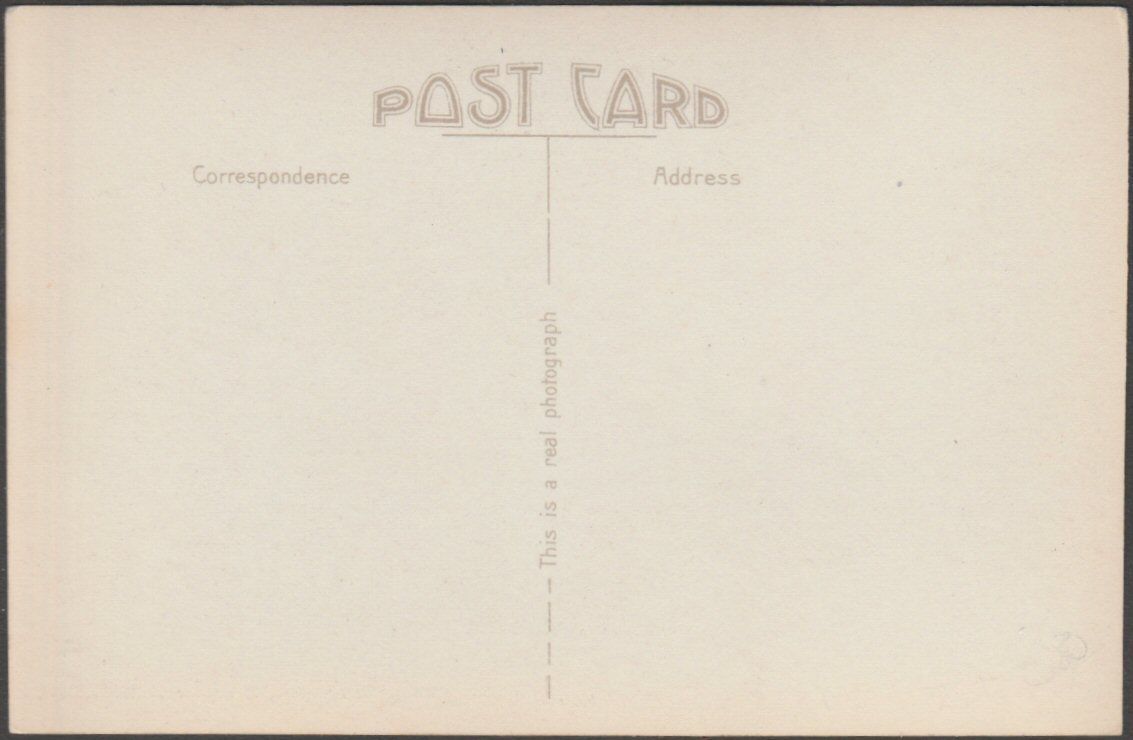 POST CARD
Correspondence
Address
This is a real photograph